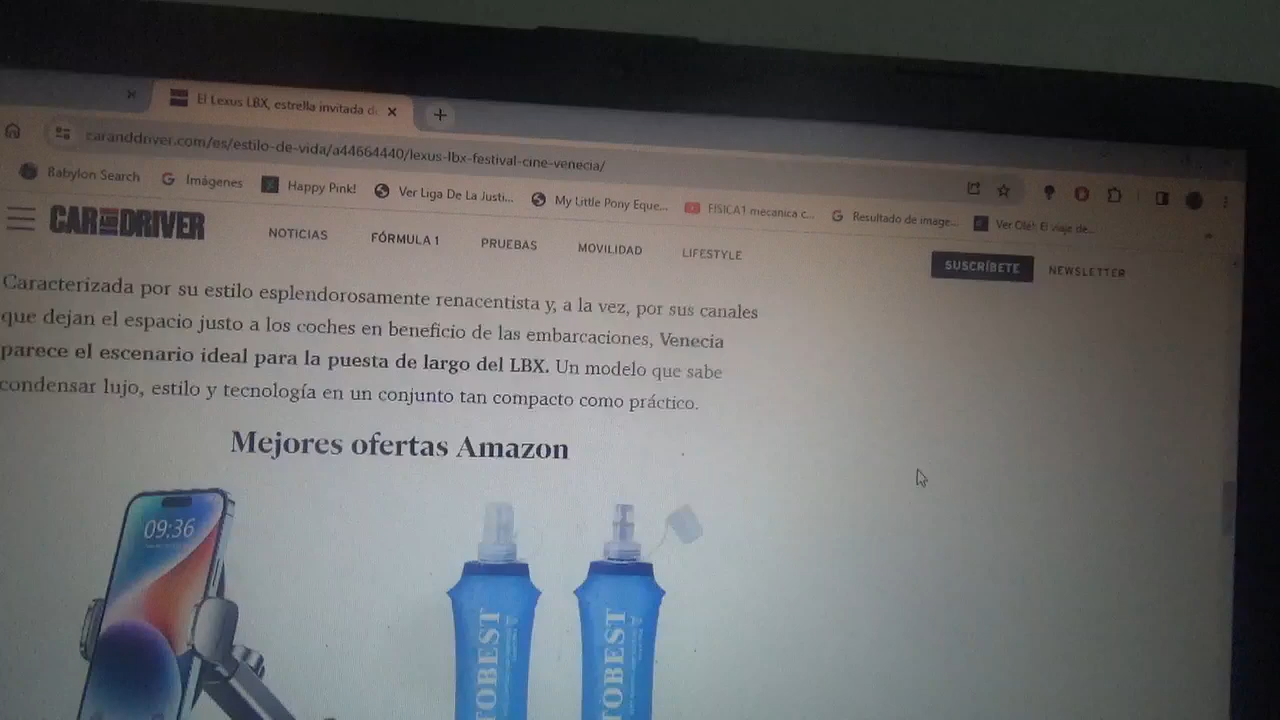 El Lexus LBX, estrella invitada d
caranddriver.com/es/estilo-de-vida/a44664440/lexus-lbx-festival-cine-venecia/
Babylon Search
Imágenes
Happy Pink!
Ver Liga De La Justi...
My Little Pony Eque...
FISICA1 mecanica c...
Resultado de image...
Ver Olé! El viaje de...
CAR AND DRIVER
NOTICIAS
FÓRMULA 1
PRUEBAS
MOVILIDAD
LIFESTYLE
SUSCRÍBETE
NEWSLETTER
Caracterizada por su estilo esplendorosamente renacentista y, a la vez, por sus canales
que dejan el espacio justo a los coches en beneficio de las embarcaciones, Venecia
parece el escenario ideal para la puesta de largo del LBX. Un modelo que sabe
condensar lujo, estilo y tecnología en un conjunto tan compacto como práctico.
Mejores ofertas Amazon
09:36
TOBEST
TOBEST